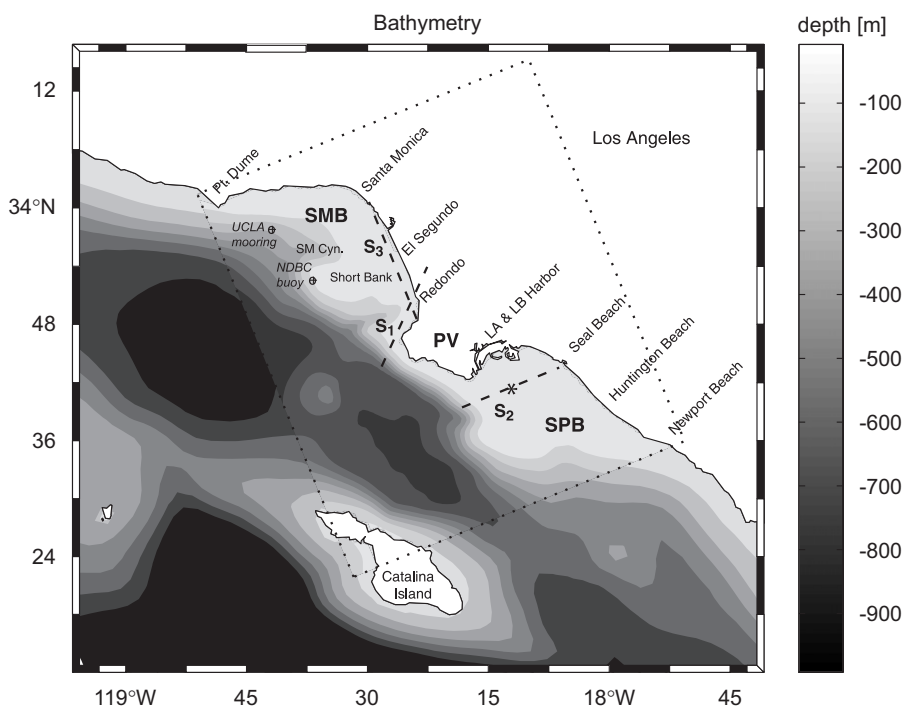 Bathymetry
depth [m]
12
34°N
48
36
24
119°W
45
30
15
18°W
45
-100
-200
-300
-400
-500
-600
-700
-800
-900
Los Angeles
Pt. Dume
Santa Monica
El Segundo
Redondo
LA & LB Harbor
Seal Beach
Huntington Beach
Newport Beach
SMB
UCLA
mooring
SM Cyn.
S3
NDBC
buoy
Short Bank
S1
PV
S2
SPB
Catalina
Island